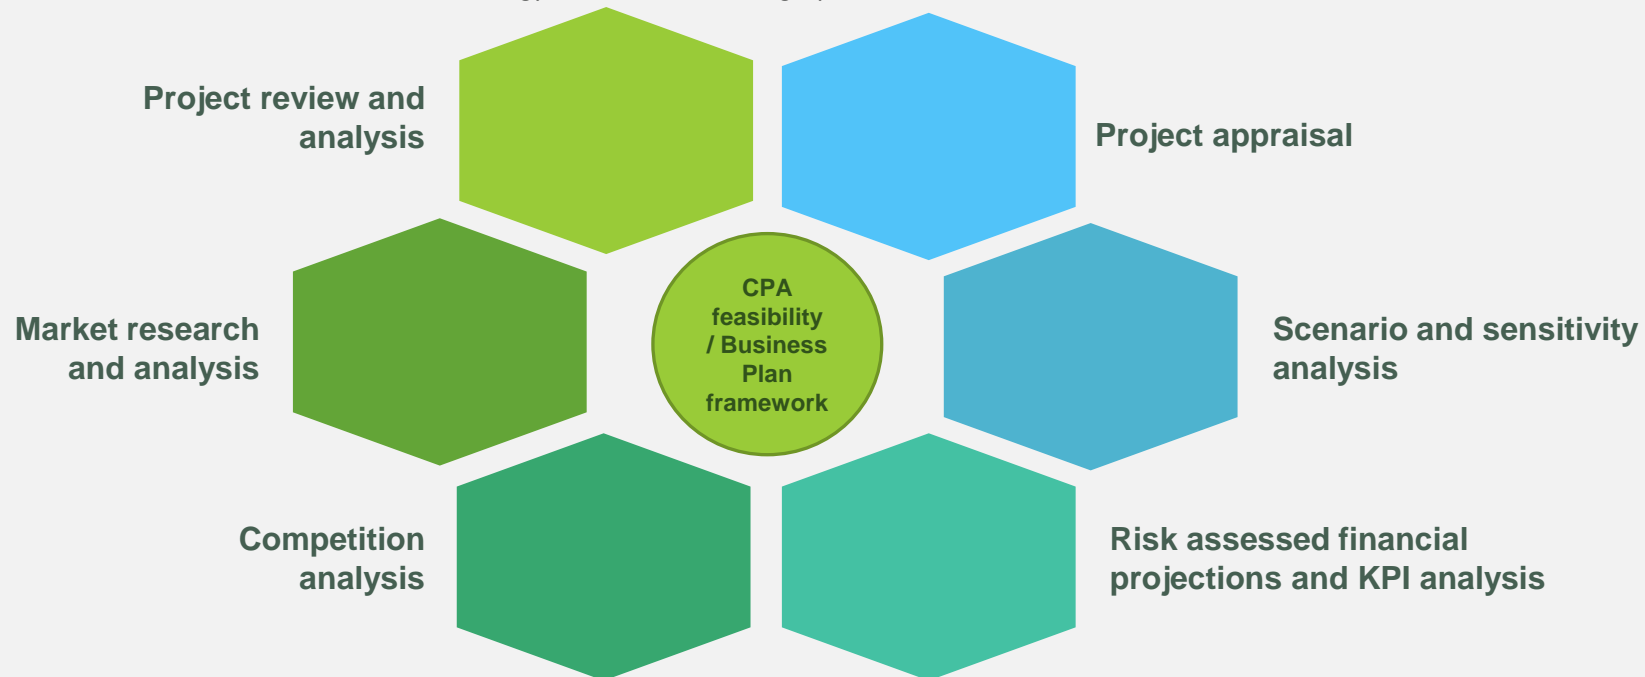 Project review and
analysis
Project appraisal
Market research
and analysis
CPA
feasibility
/ Business
Plan
framework
Scenario and sensitivity
analysis
Competition
analysis
Risk assessed financial
projections and KPI analysis